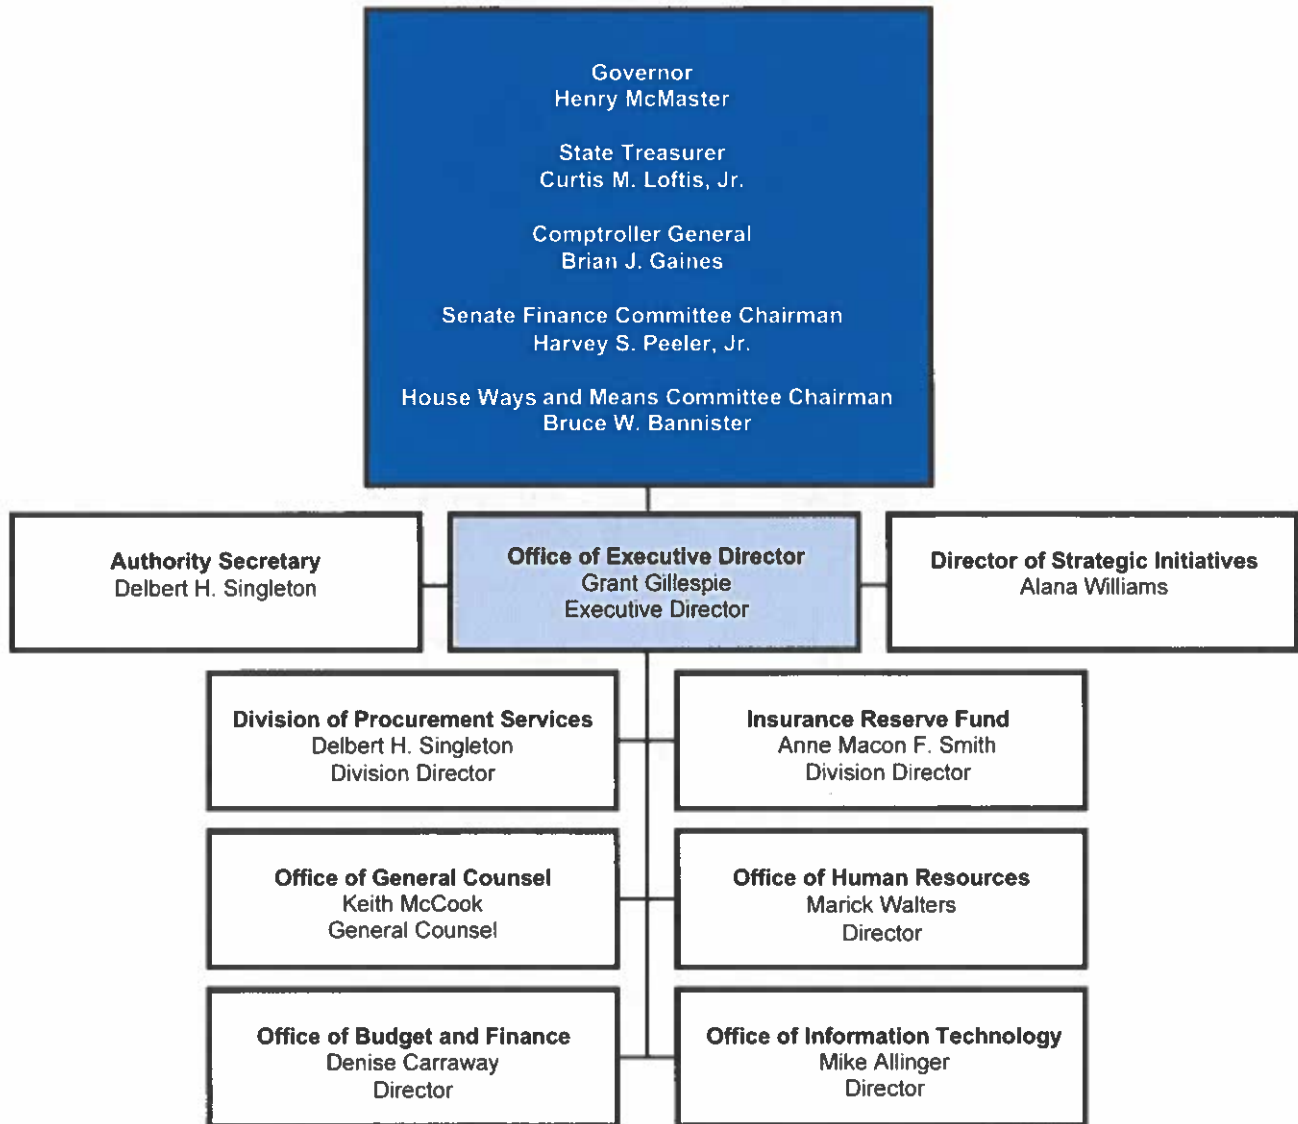 Governor
Henry McMaster
State Treasurer
Curtis M. Loftis, Jr.
Comptroller General
Brian J. Gaines
Senate Finance Committee Chairman
Harvey S. Peeler, Jr.
House Ways and Means Committee Chairman
Bruce W. Bannister
Authority Secretary
Delbert H. Singleton
Office of Executive Director
Grant Gillespie
Executive Director
Director of Strategic Initiatives
Alana Williams
Division of Procurement Services
Delbert H. Singleton
Division Director
Insurance Reserve Fund
Anne Macon F. Smith
Division Director
Office of General Counsel
Keith McCook
General Counsel
Office of Human Resources
Marick Walters
Director
Office of Budget and Finance
Denise Carraway
Director
Office of Information Technology
Mike Allinger
Director